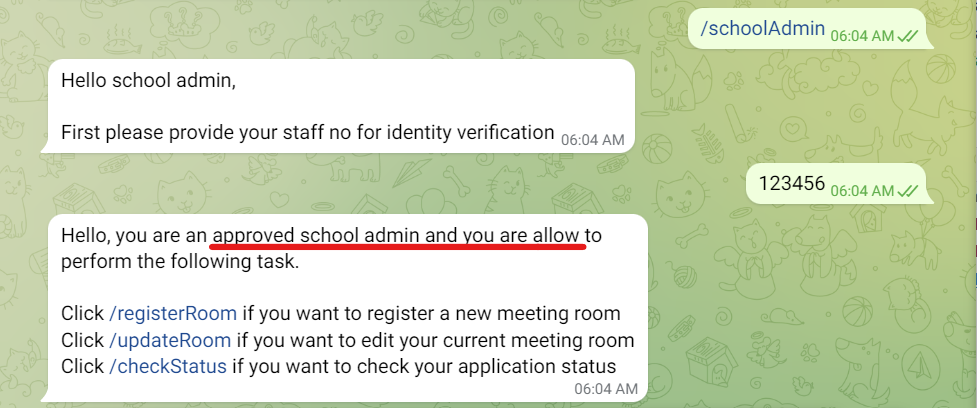 /schoolAdmin 06:04 AM
Hello school admin,
First please provide your staff no for identity verification 06:04 AM
123456 06:04 AM
Hello, you are an approved school admin and you are allow to
perform the following task.
Click /registerRoom if you want to register a new meeting room
Click /updateRoom if you want to edit your current meeting room
Click /checkStatus if you want to check your application status
06:04 AM